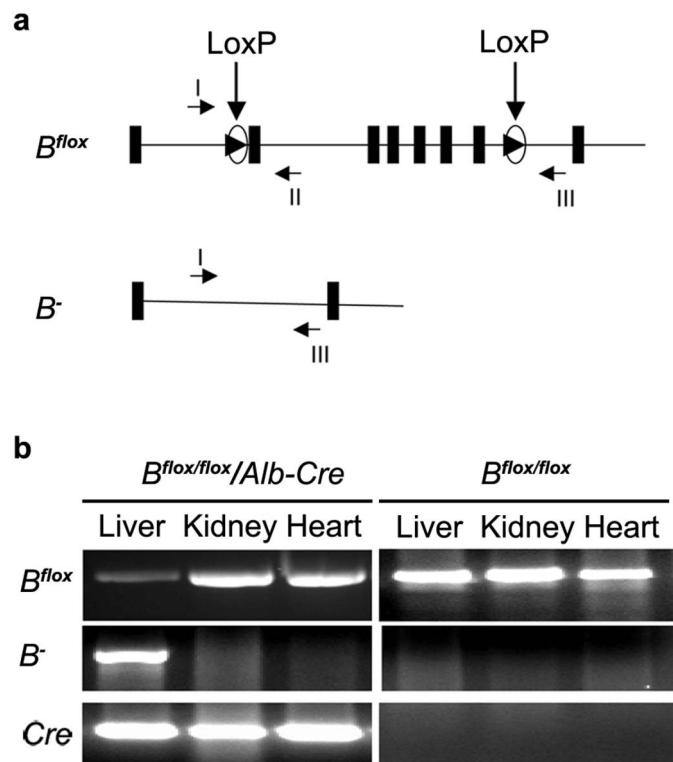 a
LoxP LoxP
I
B^flox
II III
I
B^-
III
b
B^flox/flox/Alb-Cre B^flox/flox
Liver Kidney Heart Liver Kidney Heart
B^flox
B^-
Cre